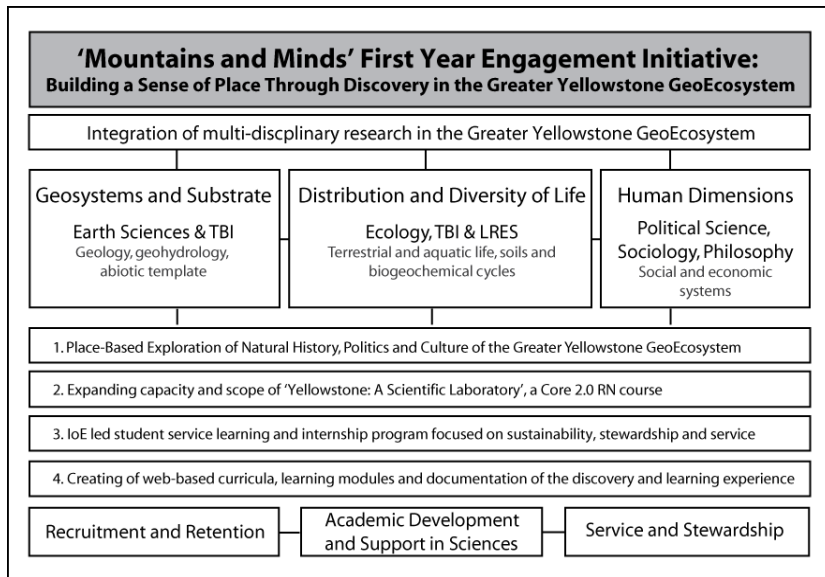 'Mountains and Minds' First Year Engagement Initiative:
Building a Sense of Place Through Discovery in the Greater Yellowstone GeoEcosystem
Integration of multi-discplinary research in the Greater Yellowstone GeoEcosystem
Geosystems and Substrate
Earth Sciences & TBI
Geology, geohydrology,
abiotic template
Distribution and Diversity of Life
Ecology, TBI & LRES
Terrestrial and aquatic life, soils and
biogeochemical cycles
Human Dimensions
Political Science,
Sociology, Philosophy
Social and economic
systems
1. Place-Based Exploration of Natural History, Politics and Culture of the Greater Yellowstone GeoEcosystem
2. Expanding capacity and scope of 'Yellowstone: A Scientific Laboratory', a Core 2.0 RN course
3. IoE led student service learning and internship program focused on sustainability, stewardship and service
4. Creating of web-based curricula, learning modules and documentation of the discovery and learning experience
Recruitment and Retention
Academic Development
and Support in Sciences
Service and Stewardship